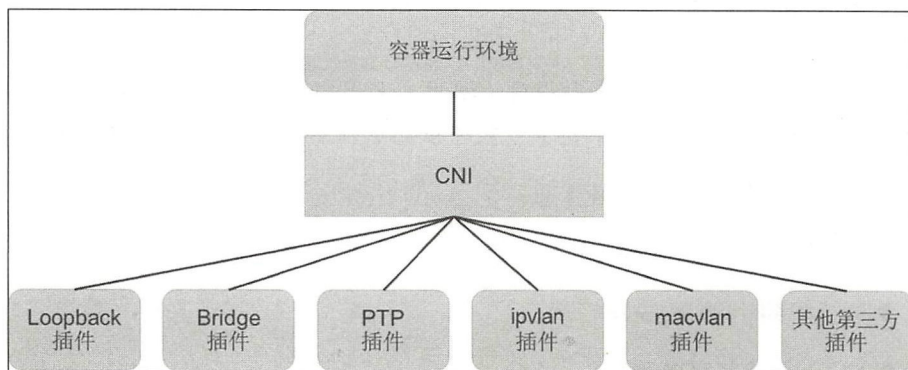 容器运行环境
CNI
Loopback
插件
Bridge
插件
PTP
插件
ipvlan
插件
macvlan
插件
其他第三方
插件